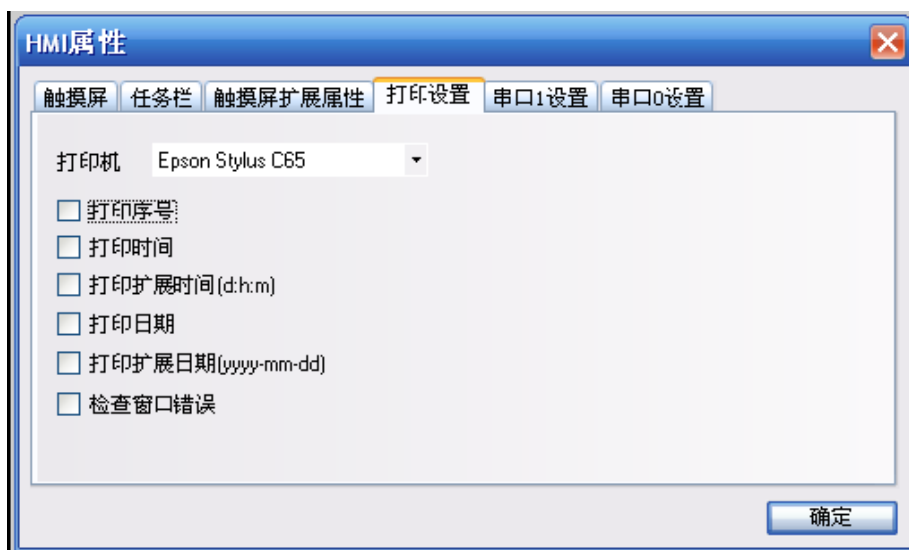 HMI属性
触摸屏 任务栏 触摸屏扩展属性 打印设置 串口1设置 串口0设置
打印机 Epson Stylus C65
打印序号
打印时间
打印扩展时间(d:h:m)
打印日期
打印扩展日期(yyyy-mm-dd)
检查窗口错误
确定